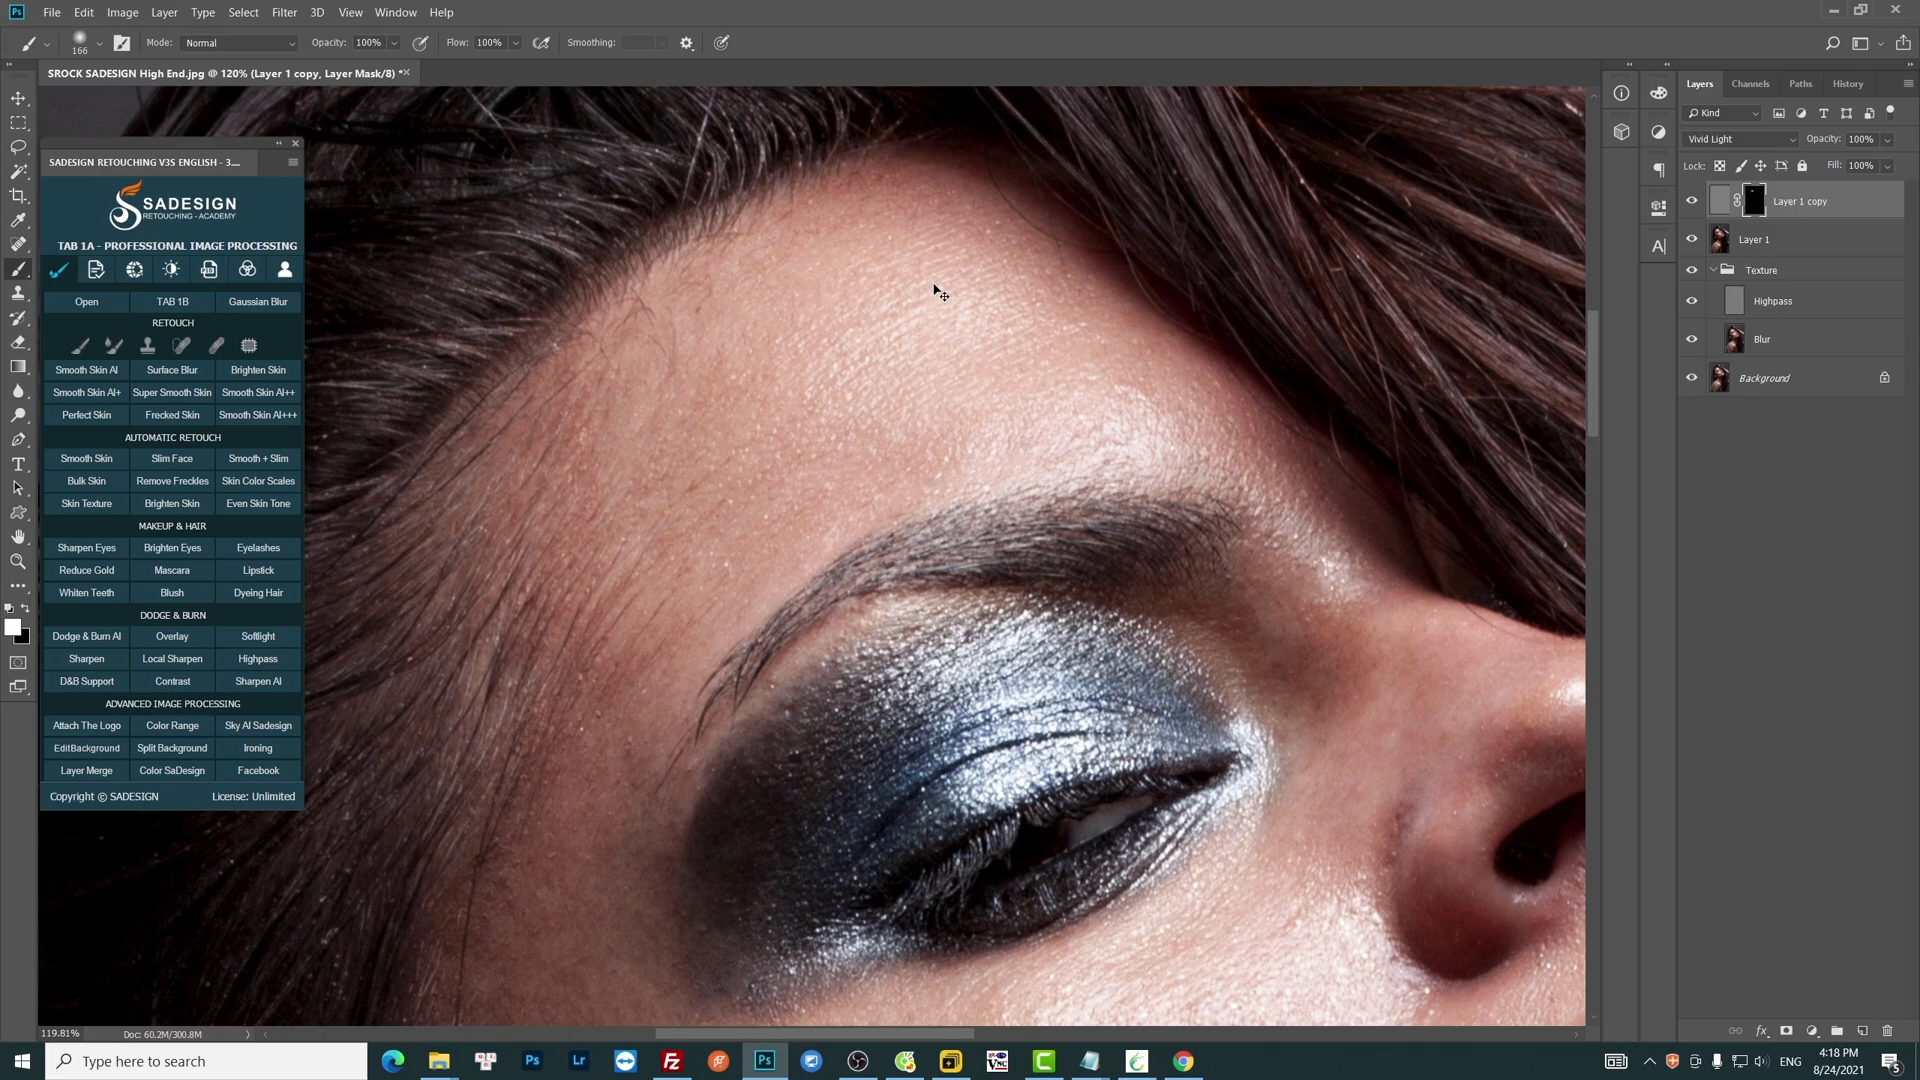 Ps File Edit Image Layer Type Select Filter 3D View Window Help
166 Mode: Normal Opacity: 100% Flow: 100% Smoothing:
SROCK SADESIGN High End.jpg @ 120% (Layer 1 copy, Layer Mask/8) *
SADESIGN RETOUCHING V3S ENGLISH - 3....
SADESIGN
RETOUCHING - ACADEMY
TAB 1A - PROFESSIONAL IMAGE PROCESSING
Open TAB 1B Gaussian Blur
RETOUCH
Smooth Skin AI Surface Blur Brighten Skin
Smooth Skin AI+ Super Smooth Skin Smooth Skin AI++
Perfect Skin Frecked Skin Smooth Skin AI+++
AUTOMATIC RETOUCH
Smooth Skin Slim Face Smooth + Slim
Bulk Skin Remove Freckles Skin Color Scales
Skin Texture Brighten Skin Even Skin Tone
MAKEUP & HAIR
Sharpen Eyes Brighten Eyes Eyelashes
Reduce Gold Mascara Lipstick
Whiten Teeth Blush Dyeing Hair
DODGE & BURN
Dodge & Burn AI Overlay Softlight
Sharpen Local Sharpen Highpass
D&B Support Contrast Sharpen AI
ADVANCED IMAGE PROCESSING
Attach The Logo Color Range Sky AI Sadesign
EditBackground Split Background Ironing
Layer Merge Color SaDesign Facebook
Copyright © SADESIGN License: Unlimited
Layers Channels Paths History
Kind
Vivid Light Opacity: 100%
Lock: Fill: 100%
Layer 1 copy
Layer 1
Texture
Highpass
Blur
Background
119.81% Doc: 60.2M/300.8M
Type here to search
Ps Lr Fz Ps VNC
ENG
4:18 PM
8/24/2021
5